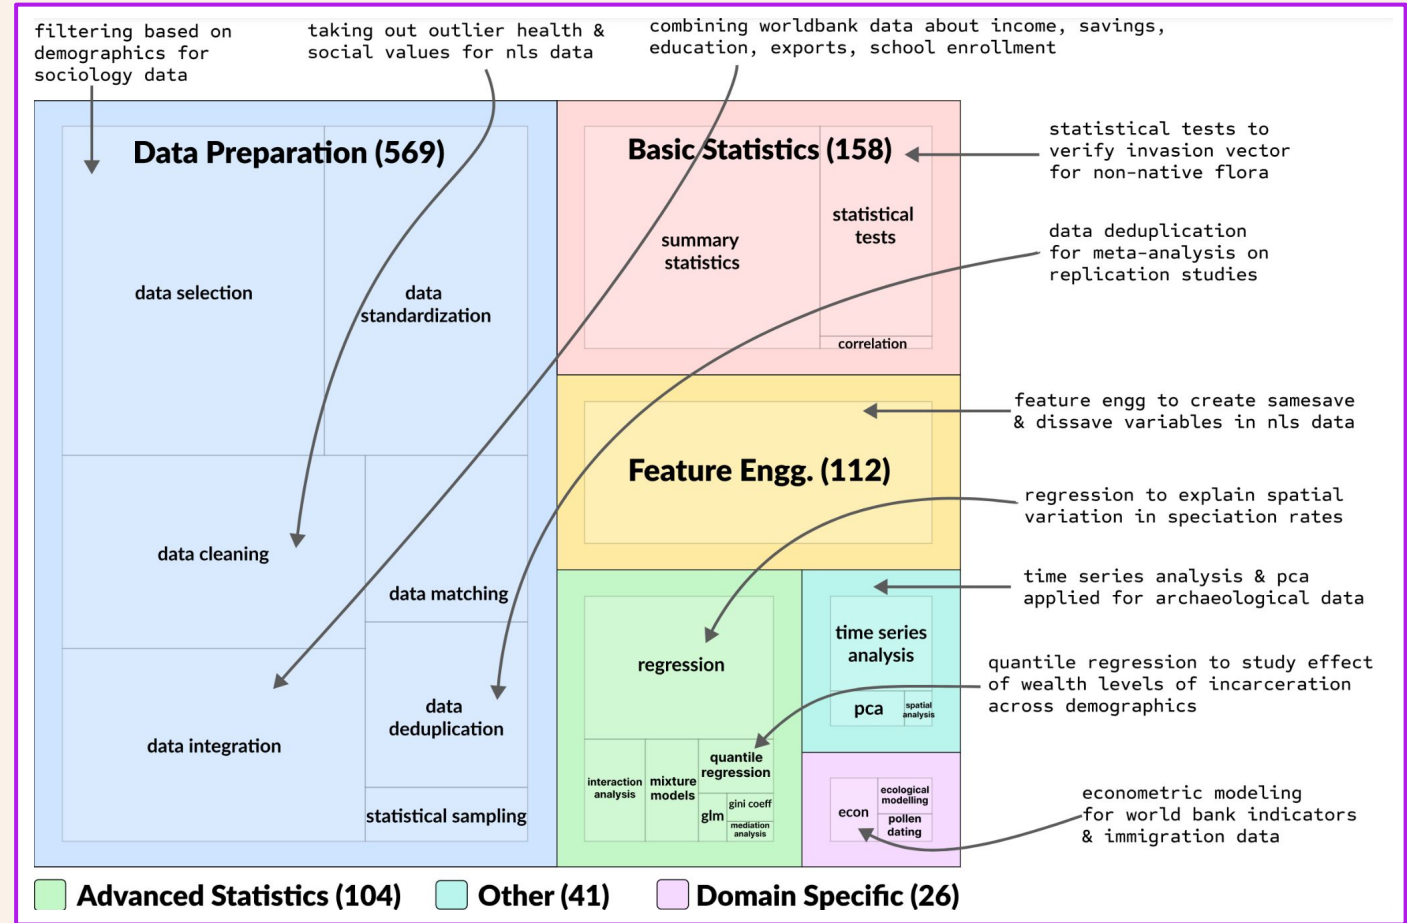 filtering based on
demographics for
sociology data
taking out outlier health &
social values for nls data
combining worldbank data about income, savings,
education, exports, school enrollment
Data Preparation (569)
data selection
data
standardization
data cleaning
data matching
data integration
data
deduplication
statistical sampling
Basic Statistics (158)
summary
statistics
statistical
tests
correlation
statistical tests to
verify invasion vector
for non-native flora
data deduplication
for meta-analysis on
replication studies
Feature Engg. (112)
feature engg to create samesave
& dissave variables in nls data
regression to explain spatial
variation in speciation rates
regression
interaction
analysis
mixture
models
quantile
regression
glm
gini coeff
mediation
analysis
time series
analysis
pca
spatial
analysis
time series analysis & pca
applied for archaeological data
quantile regression to study effect
of wealth levels of incarceration
across demographics
econ
ecological
modelling
pollen
dating
econometric modeling
for world bank indicators
& immigration data
Advanced Statistics (104)
Other (41)
Domain Specific (26)